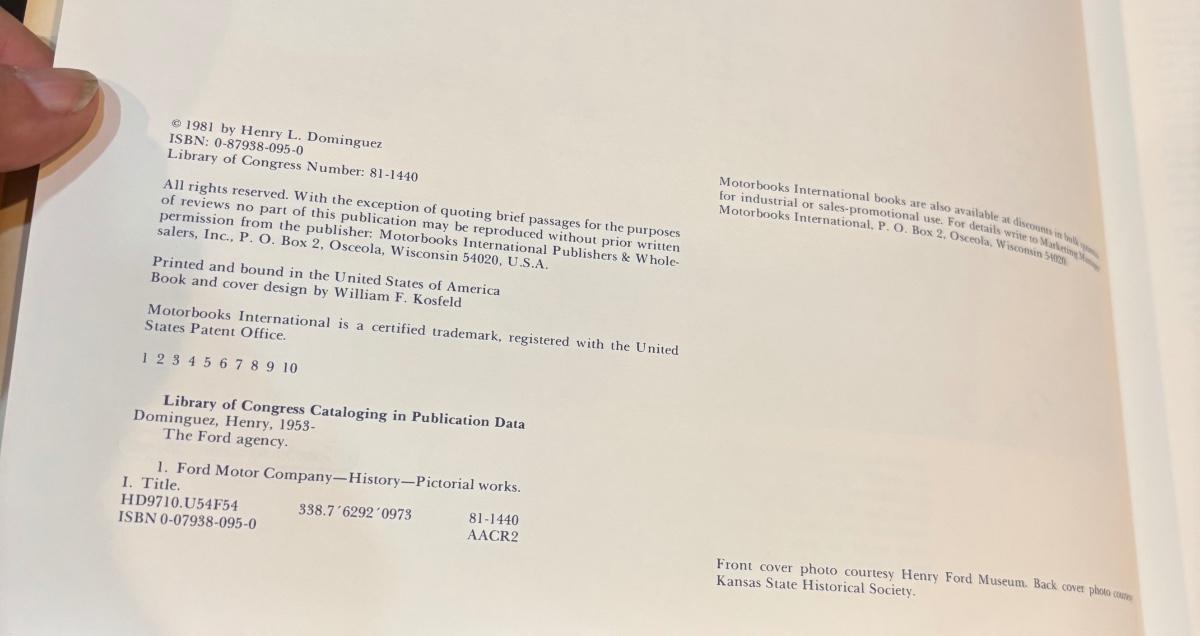 © 1981 by Henry L. Dominguez
ISBN: 0-87938-095-0
Library of Congress Number: 81-1440
All rights reserved. With the exception of quoting brief passages for the purposes
of reviews no part of this publication may be reproduced without prior written
permission from the publisher: Motorbooks International Publishers & Whole-
salers, Inc., P. O. Box 2, Osceola, Wisconsin 54020, U.S.A.
Printed and bound in the United States of America
Book and cover design by William F. Kosfeld
Motorbooks International is a certified trademark, registered with the United
States Patent Office.
1 2 3 4 5 6 7 8 9 10
Library of Congress Cataloging in Publication Data
Dominguez, Henry, 1953-
The Ford agency.
1. Ford Motor Company—History—Pictorial works.
I. Title.
HD9710.U54F54 338.7′6292′0973 81-1440
ISBN 0-07938-095-0 AACR2
Motorbooks International books are also available at discounts in bulk
for industrial or sales-promotional use. For details write to Marketing Manager
Motorbooks International, P. O. Box 2, Osceola, Wisconsin 54020
Front cover photo courtesy Henry Ford Museum. Back cover photo
Kansas State Historical Society.